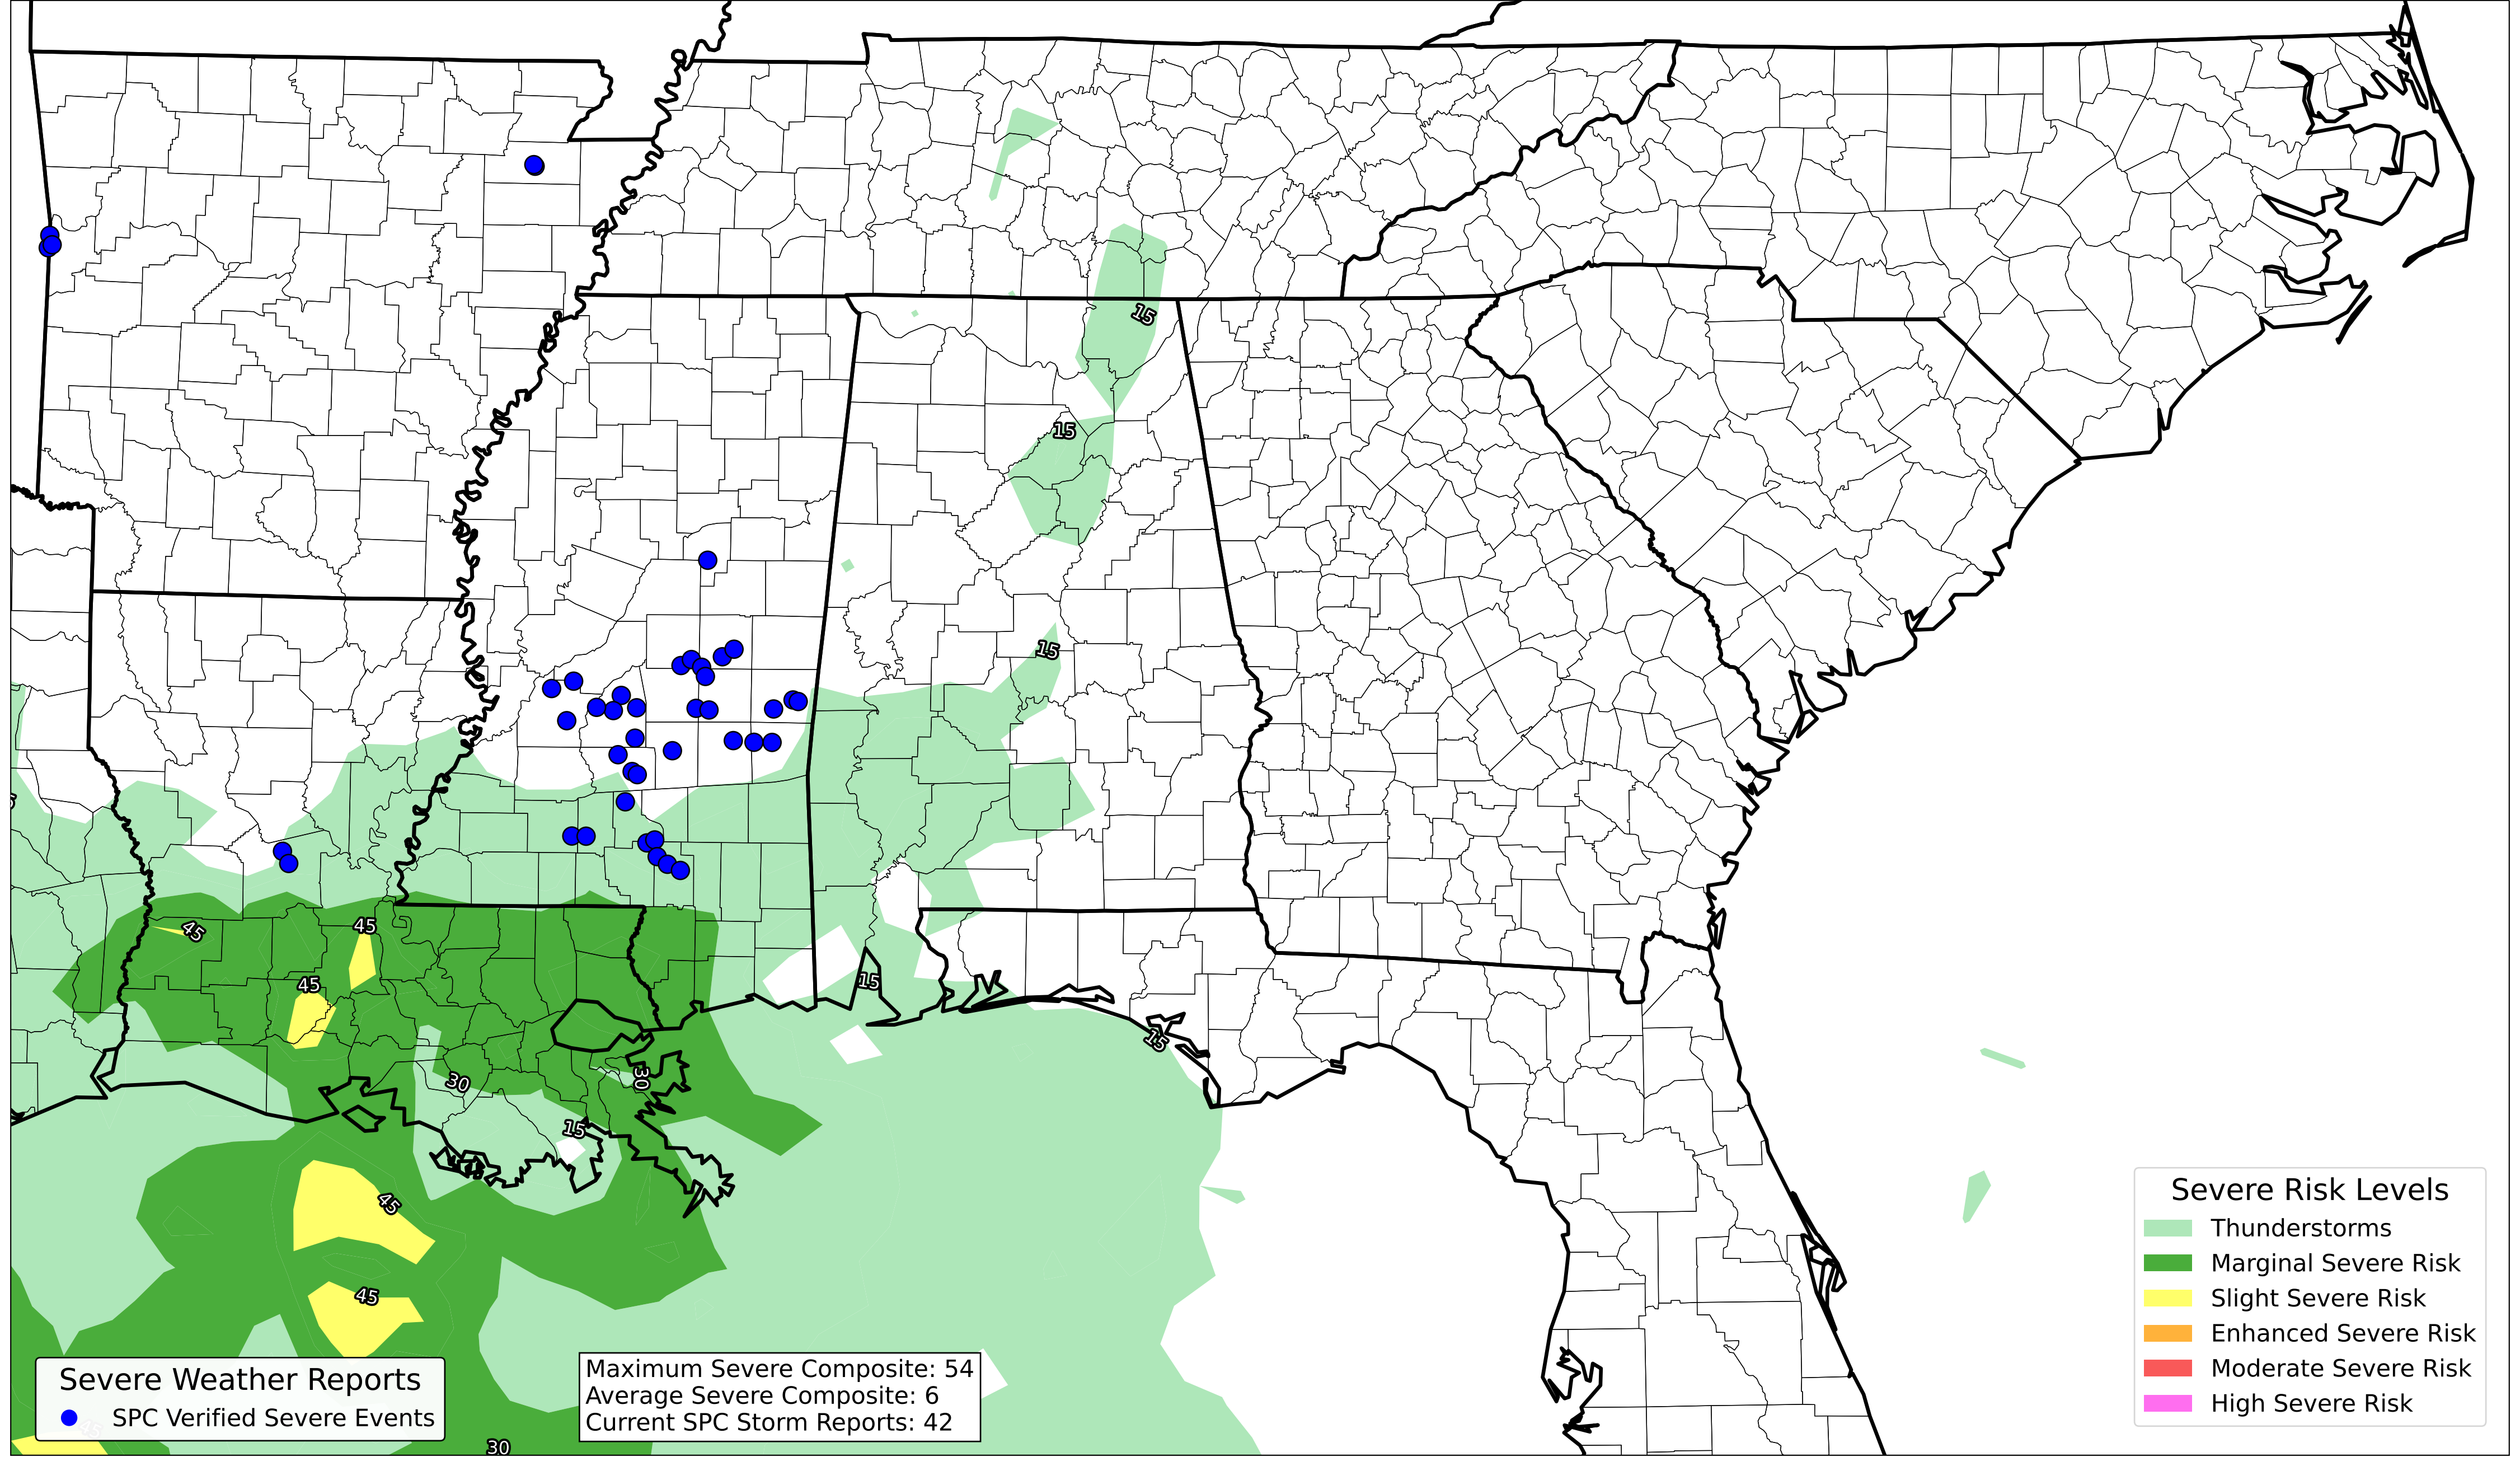 15
15
15
45
45
45
15
15
30
30
15
45
45
30
Severe Weather Reports
SPC Verified Severe Events
Maximum Severe Composite: 54
Average Severe Composite: 6
Current SPC Storm Reports: 42
Severe Risk Levels
Thunderstorms
Marginal Severe Risk
Slight Severe Risk
Enhanced Severe Risk
Moderate Severe Risk
High Severe Risk